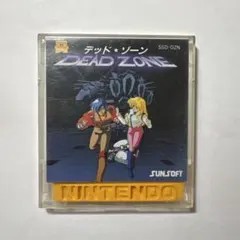 デッド・ゾーン
SSD-DZN
DEAD ZONE
SUNSOFT
NINTENDO